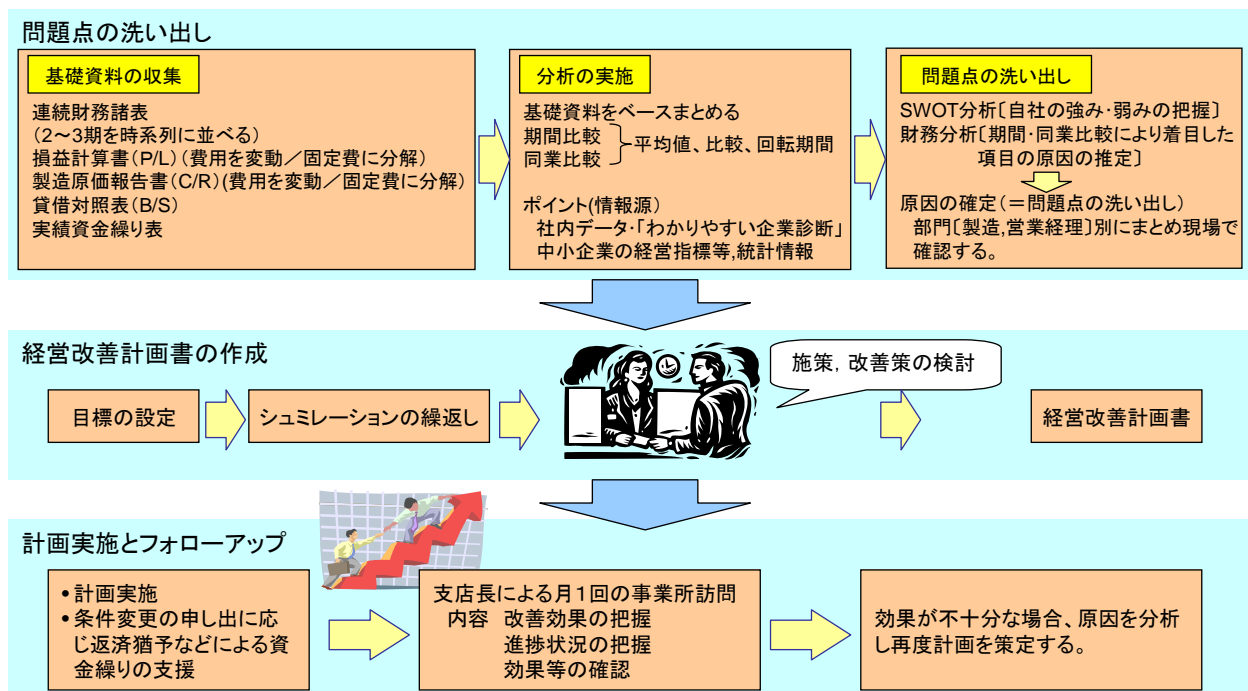 問題点の洗い出し
基礎資料の収集
連続財務諸表
(2～3期を時系列に並べる)
損益計算書(P/L)(費用を変動／固定費に分解)
製造原価報告書(C/R)(費用を変動／固定費に分解)
貸借対照表(B/S)
実績資金繰り表
分析の実施
基礎資料をベースまとめる
期間比較
同業比較
平均値、比較、回転期間
ポイント(情報源)
社内データ・「わかりやすい企業診断」
中小企業の経営指標等,統計情報
問題点の洗い出し
SWOT分析〔自社の強み・弱みの把握〕
財務分析〔期間・同業比較により着目した
項目の原因の推定〕
原因の確定(＝問題点の洗い出し)
部門〔製造,営業経理〕別にまとめ現場で
確認する。
経営改善計画書の作成
目標の設定
シュミレーションの繰返し
施策，改善策の検討
経営改善計画書
計画実施とフォローアップ
•計画実施
•条件変更の申し出に応
じ返済猶予などによる資
金繰りの支援
支店長による月１回の事業所訪問
内容 改善効果の把握
進捗状況の把握
効果等の確認
効果が不十分な場合、原因を分析
し再度計画を策定する。